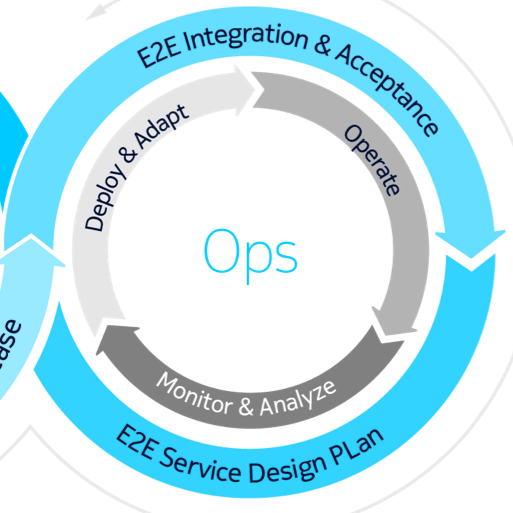 E2E Integration & Acceptance
Deploy & Adapt
Operate
Ops
Monitor & Analyze
E2E Service Design PLan